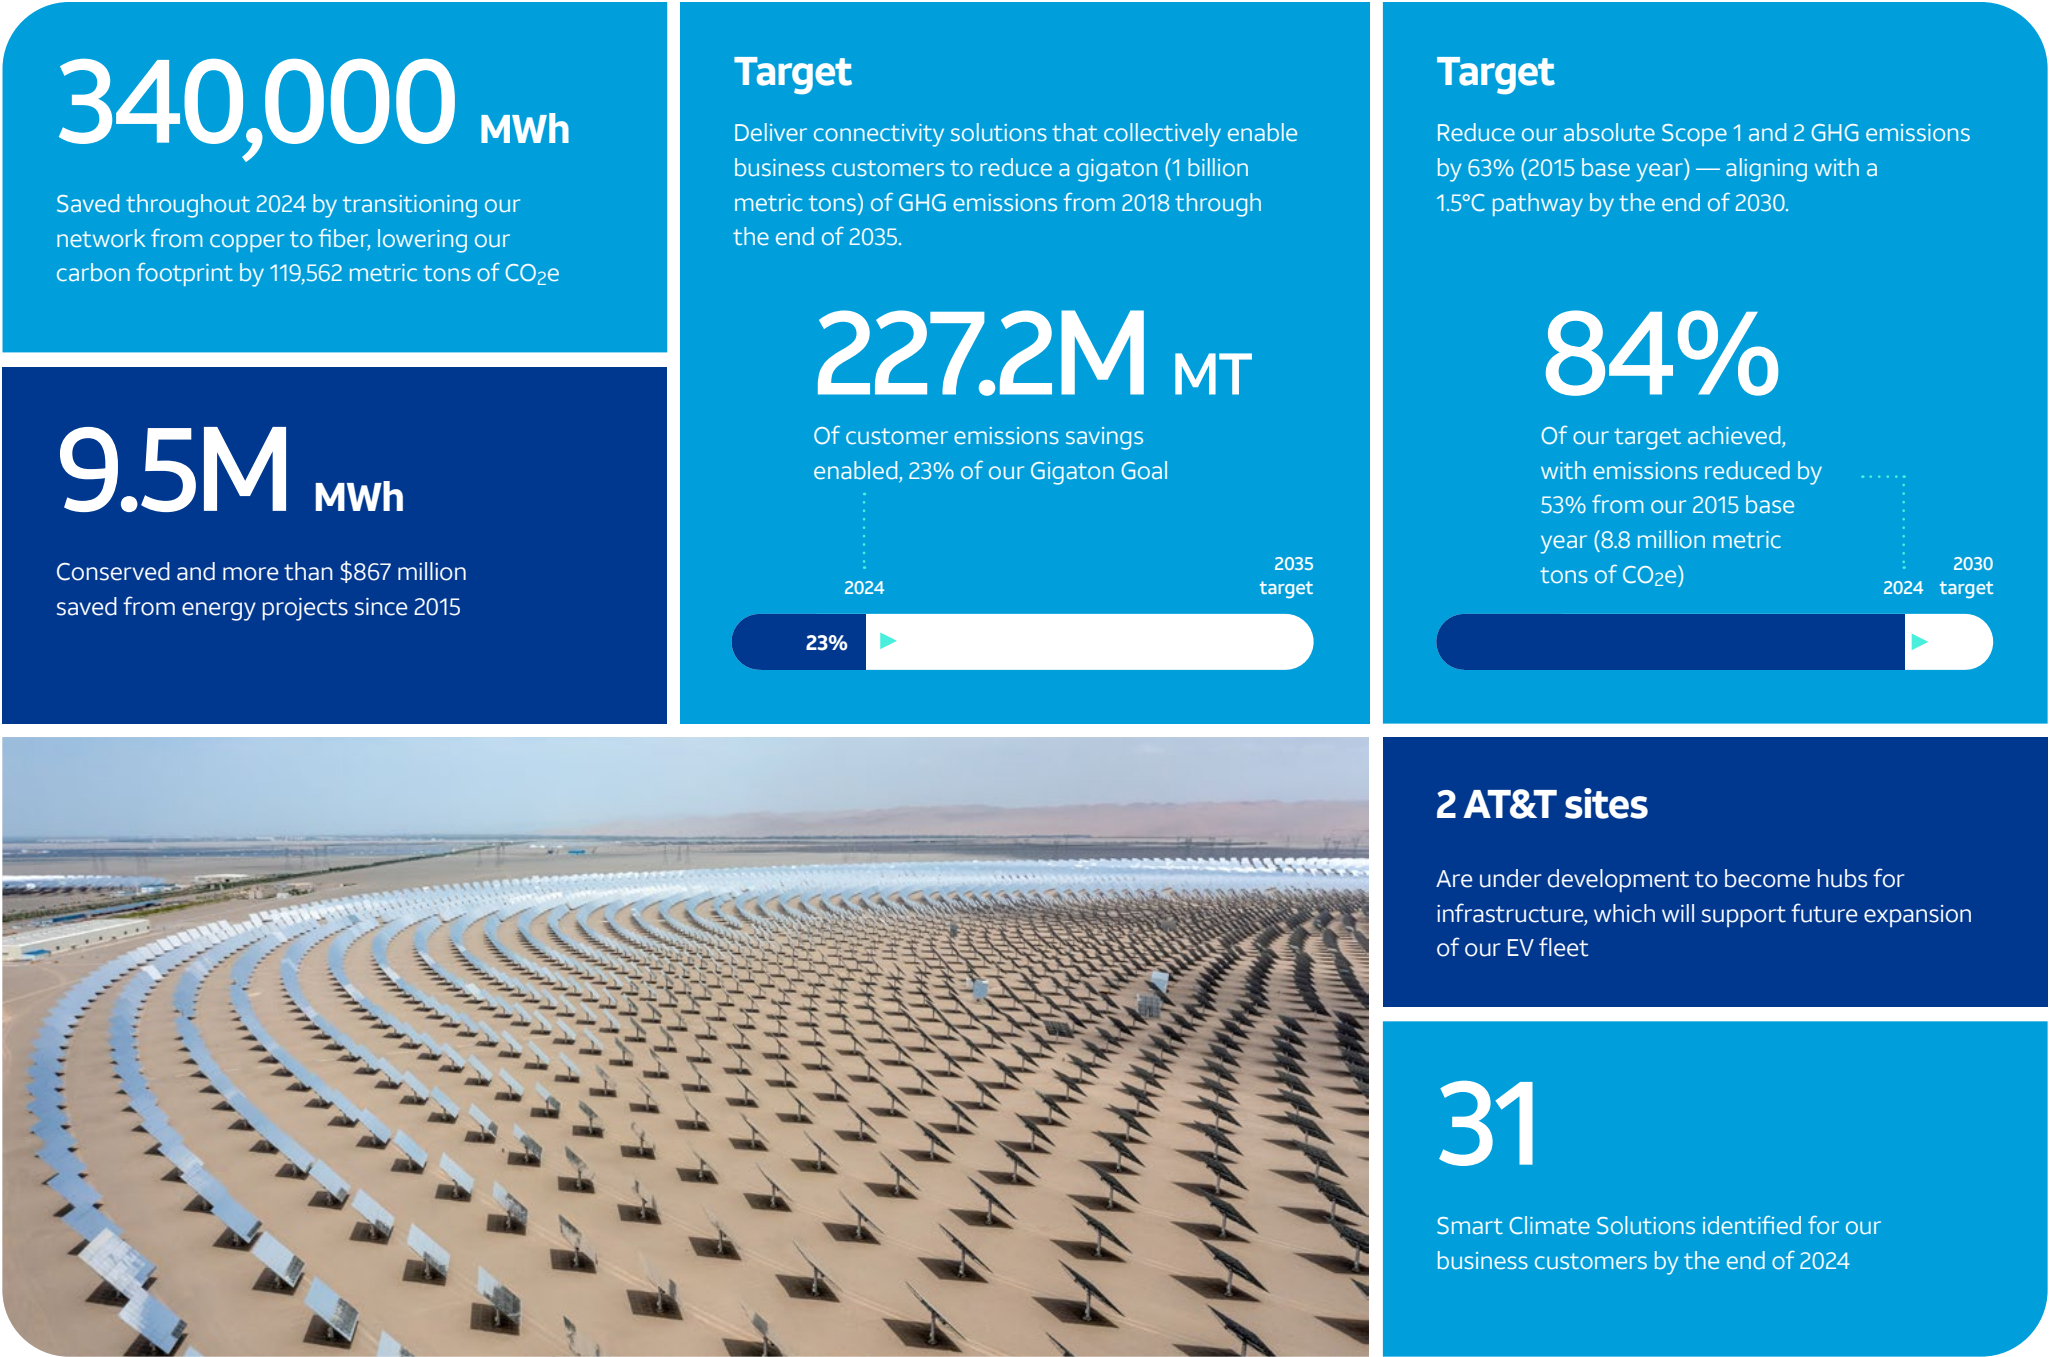 340,000 MWh
Saved throughout 2024 by transitioning our
network from copper to fiber, lowering our
carbon footprint by 119,562 metric tons of CO₂e
9.5M MWh
Conserved and more than $867 million
saved from energy projects since 2015
Target
Deliver connectivity solutions that collectively enable
business customers to reduce a gigaton (1 billion
metric tons) of GHG emissions from 2018 through
the end of 2035.
227.2M MT
Of customer emissions savings
enabled, 23% of our Gigaton Goal
2024
2035
target
23%
Target
Reduce our absolute Scope 1 and 2 GHG emissions
by 63% (2015 base year) — aligning with a
1.5°C pathway by the end of 2030.
84%
Of our target achieved,
with emissions reduced by
53% from our 2015 base
year (8.8 million metric
tons of CO₂e)
2024
2030
target
2 AT&T sites
Are under development to become hubs for
infrastructure, which will support future expansion
of our EV fleet
31
Smart Climate Solutions identified for our
business customers by the end of 2024